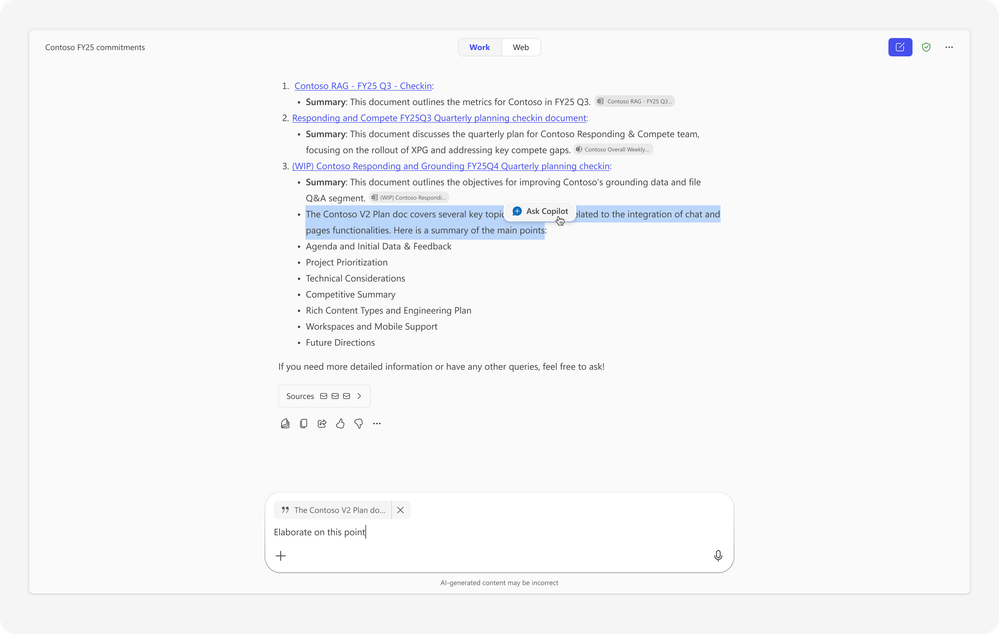 Contoso FY25 commitments
Work
Web
1. Contoso RAG - FY25 Q3 - Checkin:
• Summary: This document outlines the metrics for Contoso in FY25 Q3. Contoso RAG - FY25 Q3...
2. Responding and Compete FY25Q3 Quarterly planning checkin document:
• Summary: This document discusses the quarterly plan for Contoso Responding & Compete team,
focusing on the rollout of XPG and addressing key compete gaps. Contoso Overall Weekly...
3. (WIP) Contoso Responding and Grounding FY25Q4 Quarterly planning checkin:
• Summary: This document outlines the objectives for improving Contoso's grounding data and file
Q&A segment. (WIP) Contoso Respondi...
• The Contoso V2 Plan doc covers several key topic elated to the integration of chat and
Ask Copilot
pages functionalities. Here is a summary of the main points:
• Agenda and Initial Data & Feedback
• Project Prioritization
• Technical Considerations
• Competitive Summary
• Rich Content Types and Engineering Plan
• Workspaces and Mobile Support
• Future Directions
If you need more detailed information or have any other queries, feel free to ask!
Sources
The Contoso V2 Plan do...
Elaborate on this point
AI-generated content may be incorrect